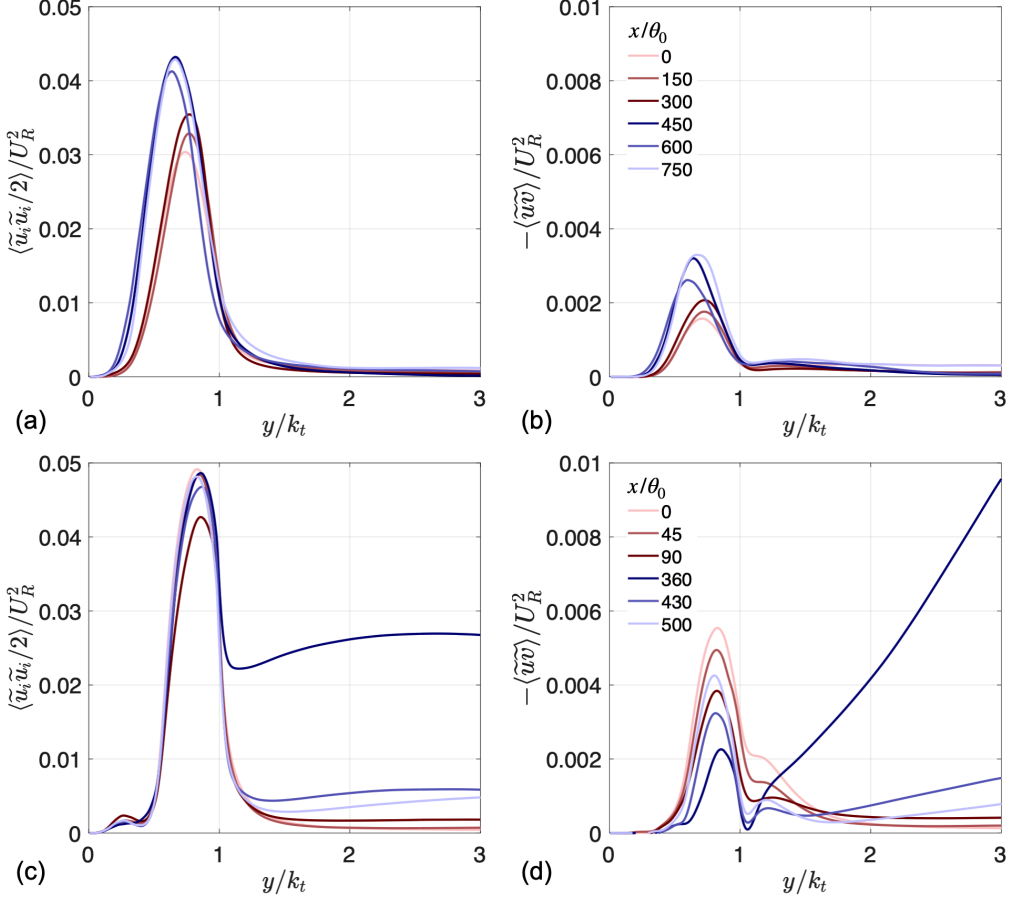 0.05
0.04
0.03
0.02
0.01
0
⟨ũᵢũᵢ/2⟩/U_R²
0 1 2 3
(a)
y/kₜ
0.01
0.008
0.006
0.004
0.002
0
−⟨ũṽ⟩/U_R²
x/θ₀
0
150
300
450
600
750
0 1 2 3
(b)
y/kₜ
0.05
0.04
0.03
0.02
0.01
0
⟨ũᵢũᵢ/2⟩/U_R²
0 1 2 3
(c)
y/kₜ
0.01
0.008
0.006
0.004
0.002
0
−⟨ũṽ⟩/U_R²
x/θ₀
0
45
90
360
430
500
0 1 2 3
(d)
y/kₜ